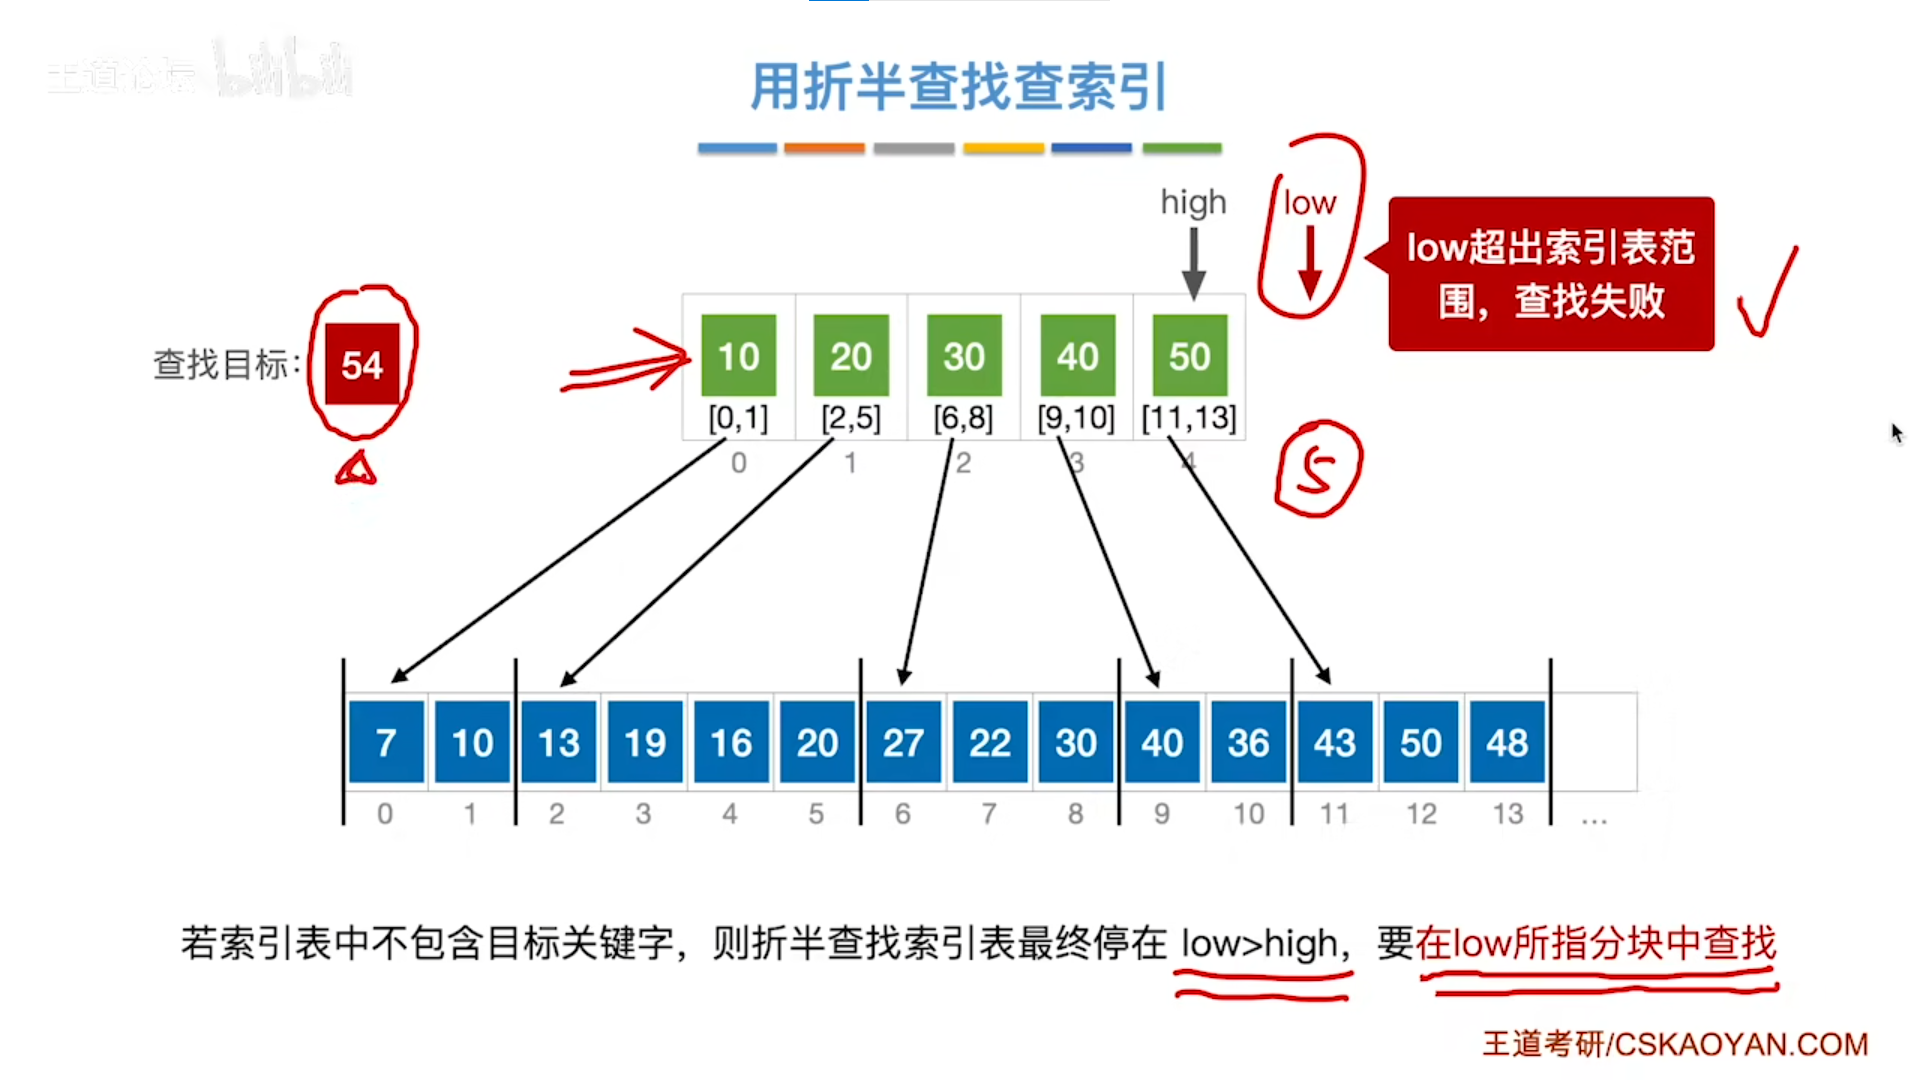 王道论坛 bilibili
用折半查找查索引
high low
low超出索引表范
围，查找失败
查找目标：54
10 20 30 40 50
[0,1] [2,5] [6,8] [9,10] [11,13]
0 1 2 3 4
5
7 10 13 19 16 20 27 22 30 40 36 43 50 48
0 1 2 3 4 5 6 7 8 9 10 11 12 13 ...
若索引表中不包含目标关键字，则折半查找索引表最终停在 low>high，要在low所指分块中查找
王道考研/CSKAOYAN.COM